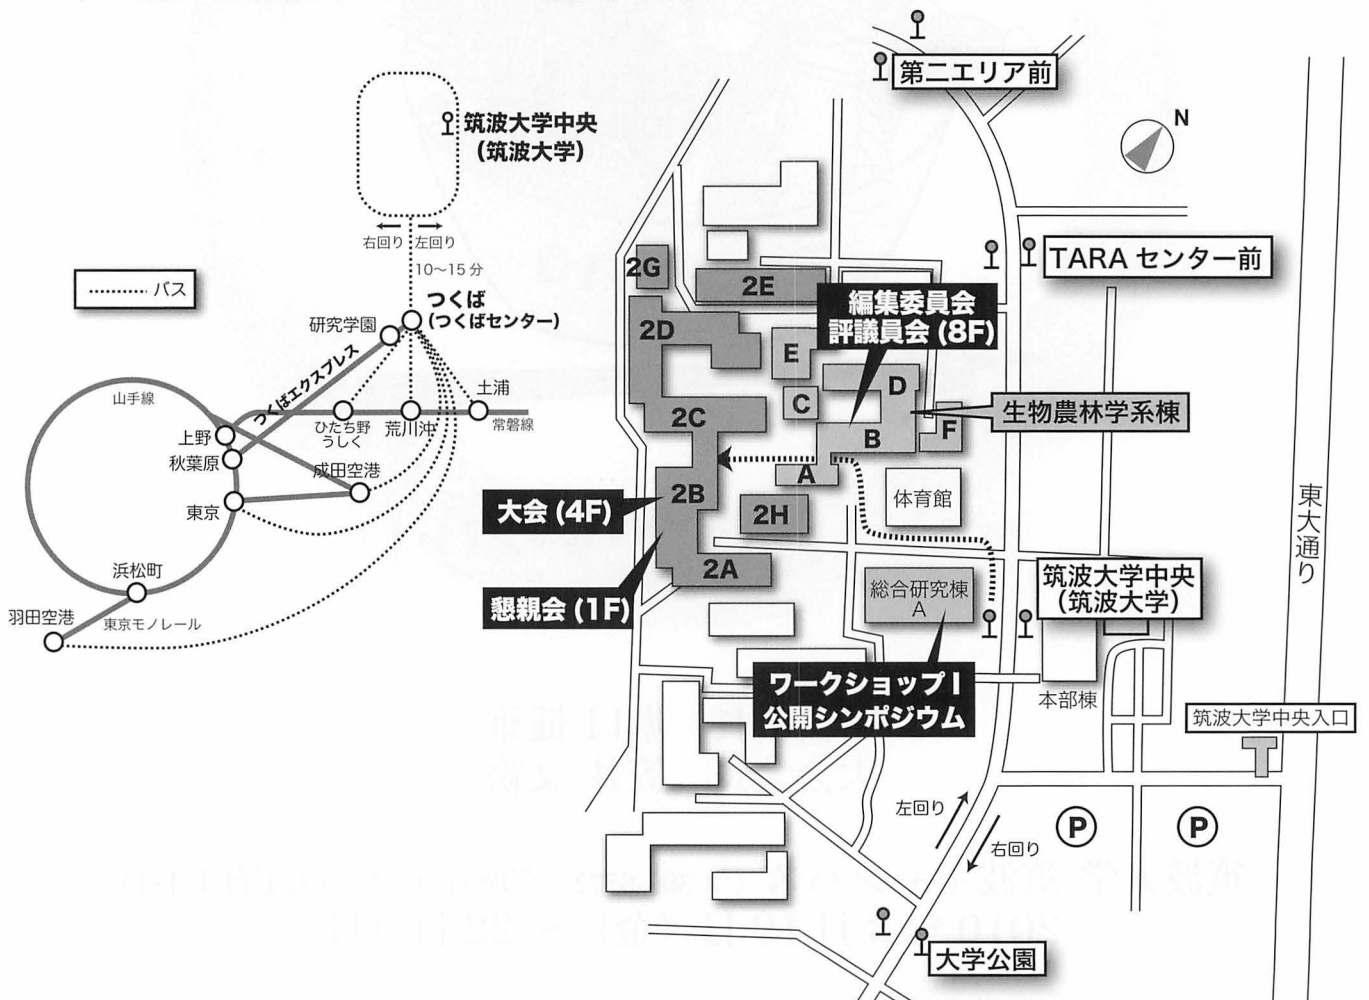 筑波大学中央
（筑波大学）
右回り
左回り
10～15分
バス
つくば
（つくばセンター）
研究学園
つくばエクスプレス
山手線
上野
秋葉原
東京
浜松町
羽田空港
東京モノレール
ひたち野
うしく
荒川沖
土浦
常磐線
成田空港
第二エリア前
N
TARA センター前
2G
2E
2D
編集委員会
評議員会 (8F)
E
D
C
2C
生物農林学系棟
B
F
A
2B
大会 (4F)
2H
体育館
2A
懇親会 (1F)
総合研究棟
A
筑波大学中央
（筑波大学）
東大通り
ワークショップ I
公開シンポジウム
本部棟
筑波大学中央入口
左回り
右回り
P
P
大学公園